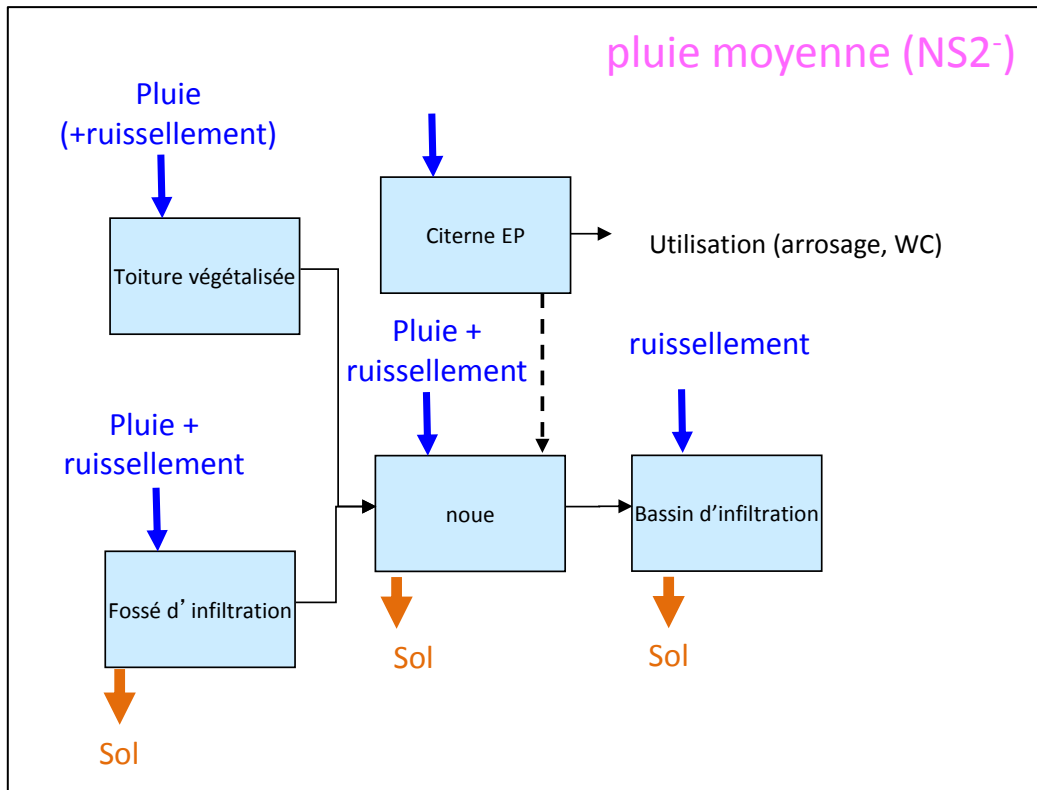 pluie moyenne (NS2⁻)
Pluie
(+ruissellement)
Citerne EP
Utilisation (arrosage, WC)
Toiture végétalisée
Pluie +
ruissellement
ruissellement
Pluie +
ruissellement
noue
Bassin d’infiltration
Fossé d’ infiltration
Sol
Sol
Sol